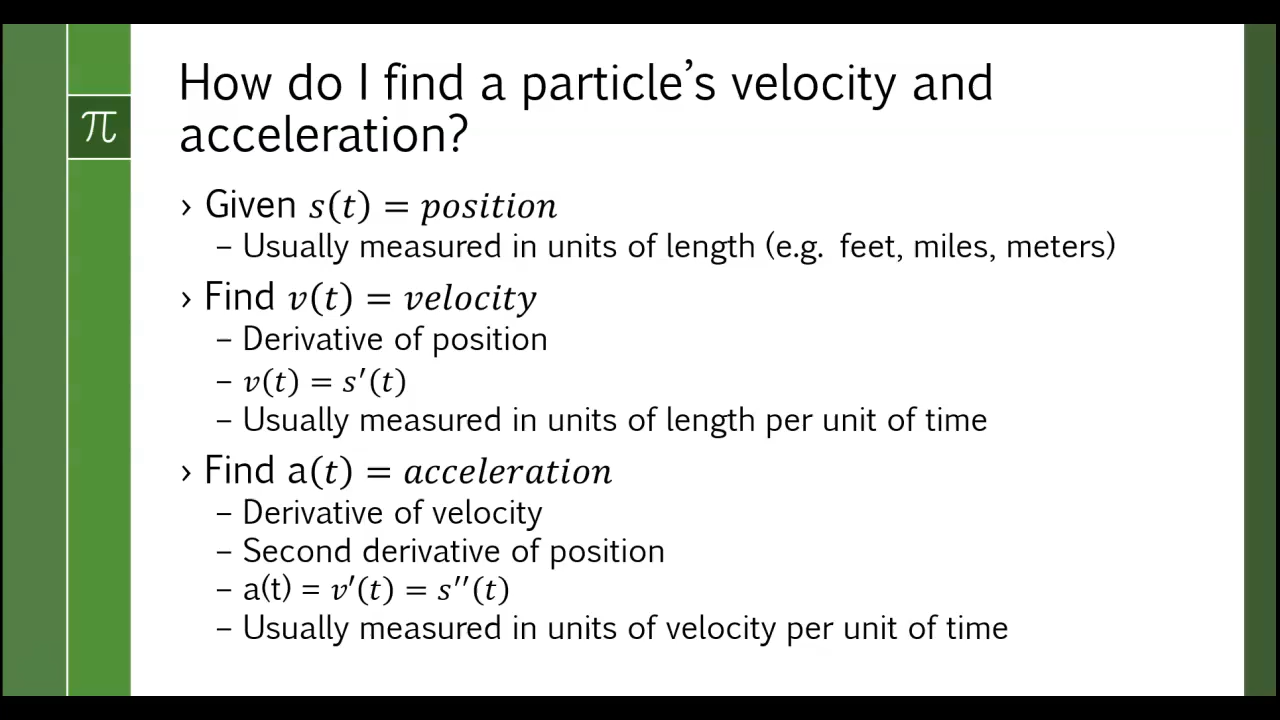 π
How do I find a particle’s velocity and
acceleration?
› Given s(t) = position
– Usually measured in units of length (e.g. feet, miles, meters)
› Find v(t) = velocity
– Derivative of position
– v(t) = s′(t)
– Usually measured in units of length per unit of time
› Find a(t) = acceleration
– Derivative of velocity
– Second derivative of position
– a(t) = v′(t) = s′′(t)
– Usually measured in units of velocity per unit of time